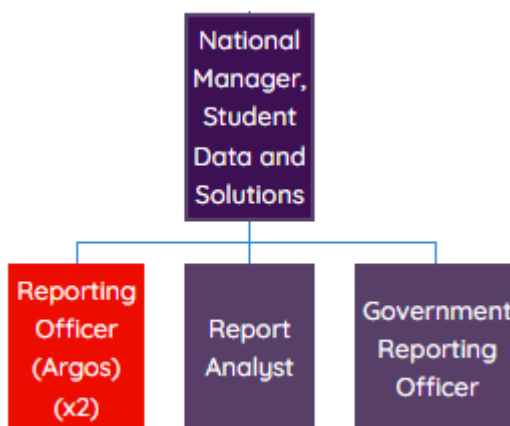 National
Manager,
Student
Data and
Solutions
Reporting
Officer
(Argos)
(x2)
Report
Analyst
Government
Reporting
Officer